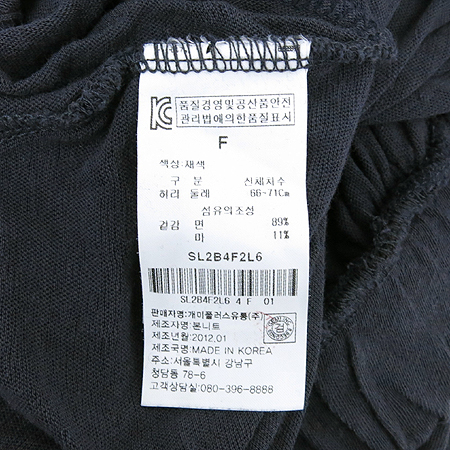 KC 품질경영및공산품안전
관리법에의한품질표시
F
색상:재색
구 분 신체치수
허리 둘레 66-71Cm
섬유의조성
겉감 면 89%
마 11%
SL2B4F2L6
SL2B4F2L6 4 F 01
판매자명:개미플러스유통(주)
제조자명:본니트
제조년월:2012.01
제조국명:MADE IN KOREA
주소:서울특별시 강남구
청담동 78-6
고객상담실:080-396-8888